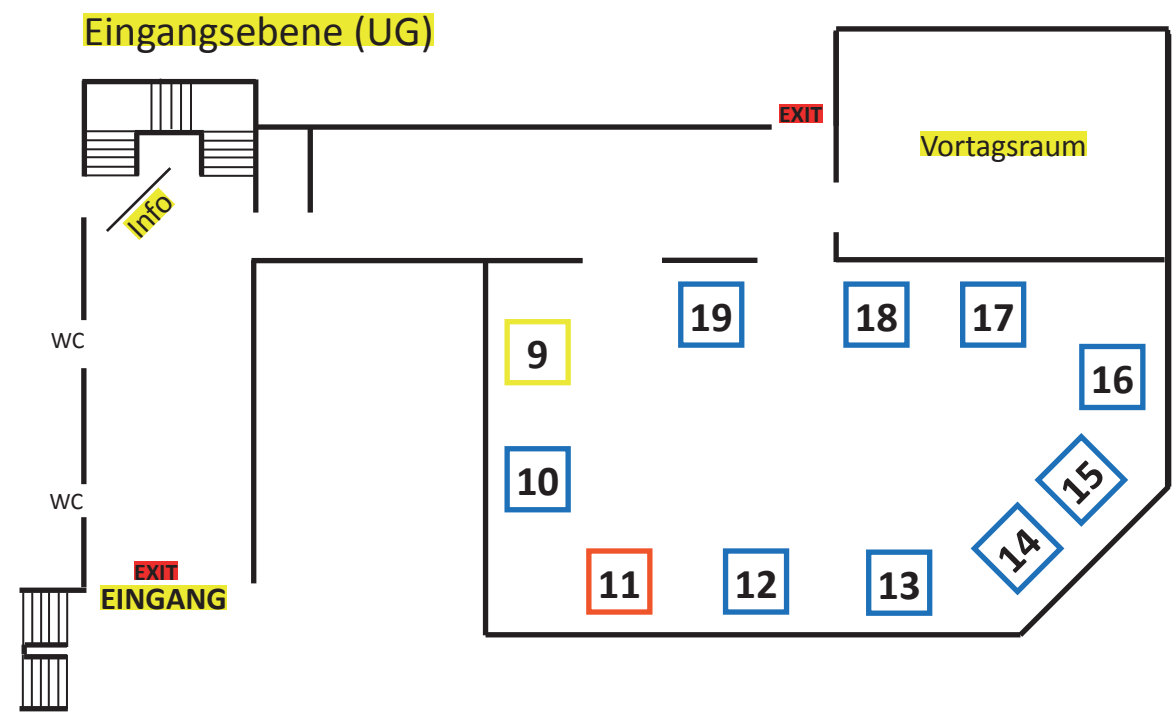 Eingangsebene (UG)
EXIT
Vortagsraum
Info
19
18
17
9
WC
16
10
15
WC
14
EXIT
11
12
13
EINGANG